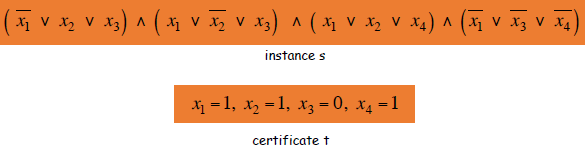 ( x̅₁ ∨ x₂ ∨ x₃ ) ∧ ( x₁ ∨ x̅₂ ∨ x₃ ) ∧ ( x₁ ∨ x₂ ∨ x₄ ) ∧ ( x̅₁ ∨ x̅₃ ∨ x̅₄ )
instance s
x₁ = 1, x₂ = 1, x₃ = 0, x₄ = 1
certificate t